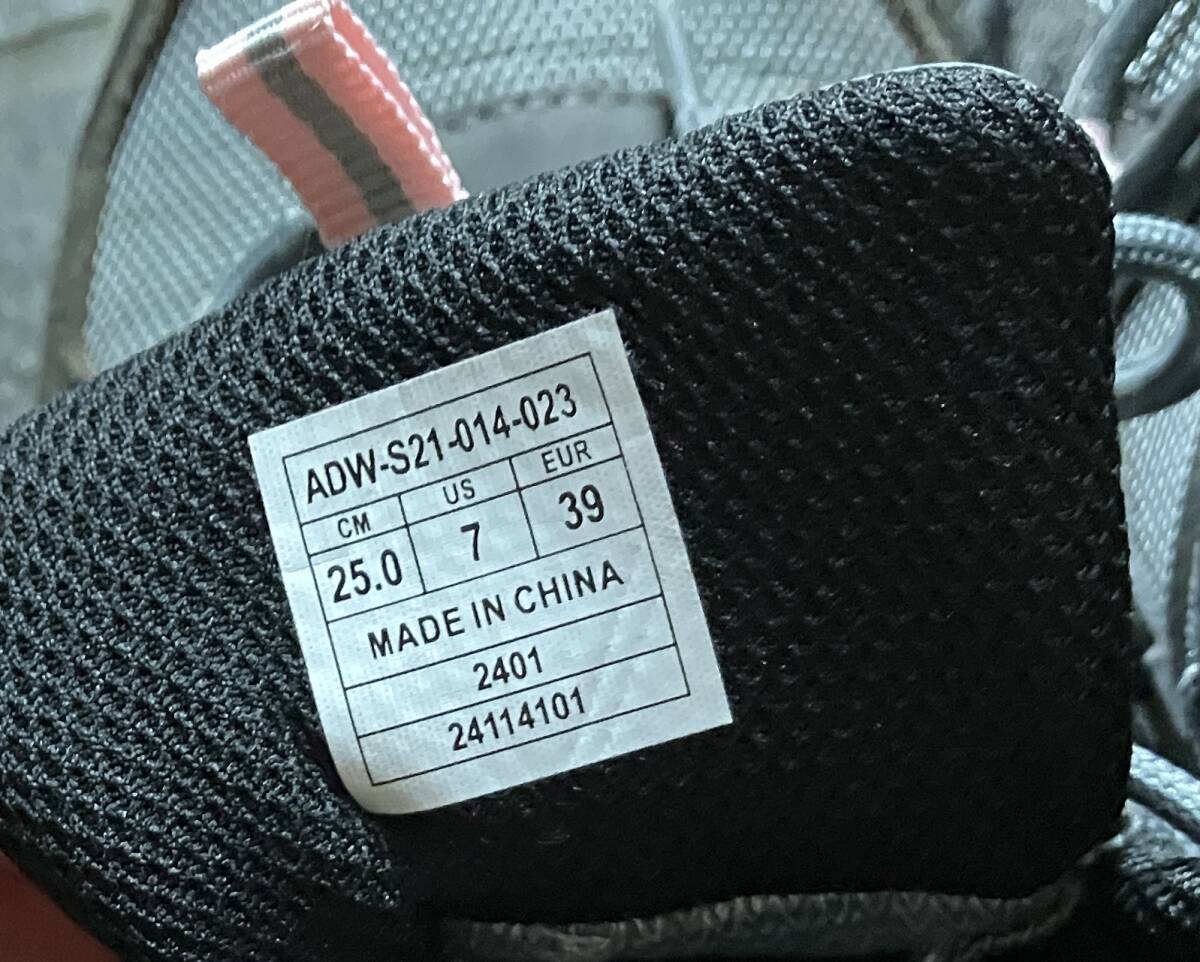 ADW-S21-014-023
CM US EUR
25.0 7 39
MADE IN CHINA
2401
24114101